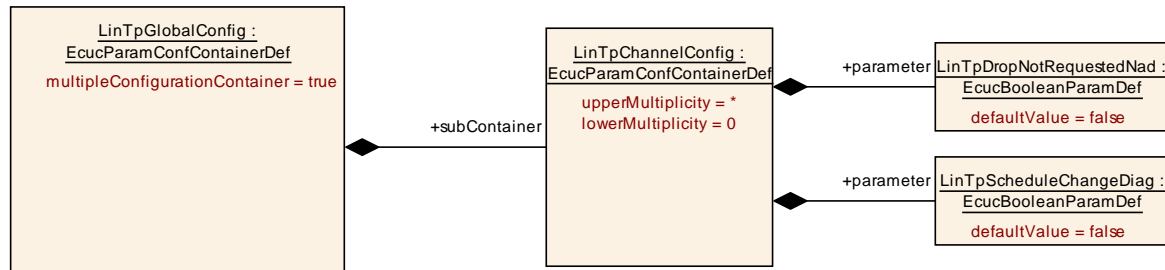 LinTpGlobalConfig :
EcucParamConfContainerDef
multipleConfigurationContainer = true
+subContainer
LinTpChannelConfig :
EcucParamConfContainerDef
upperMultiplicity = *
lowerMultiplicity = 0
+parameter
LinTpDropNotRequestedNad :
EcucBooleanParamDef
defaultValue = false
+parameter
LinTpScheduleChangeDiag :
EcucBooleanParamDef
defaultValue = false